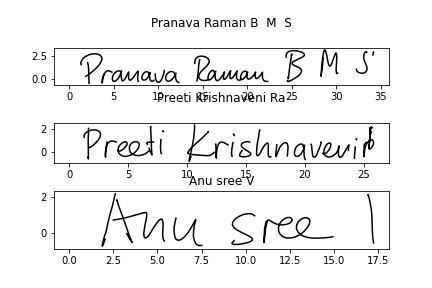 Pranava Raman B M S
2.5
0.0
Pranava Raman B M S
0 5 10 15 20 25 30 35
Preeti Krishnaveni Ra
2
0
Preeti Krishnaveni
0 5 10 15 20 25
Anu sree V
2
0
Anu sree
0.0 2.5 5.0 7.5 10.0 12.5 15.0 17.5